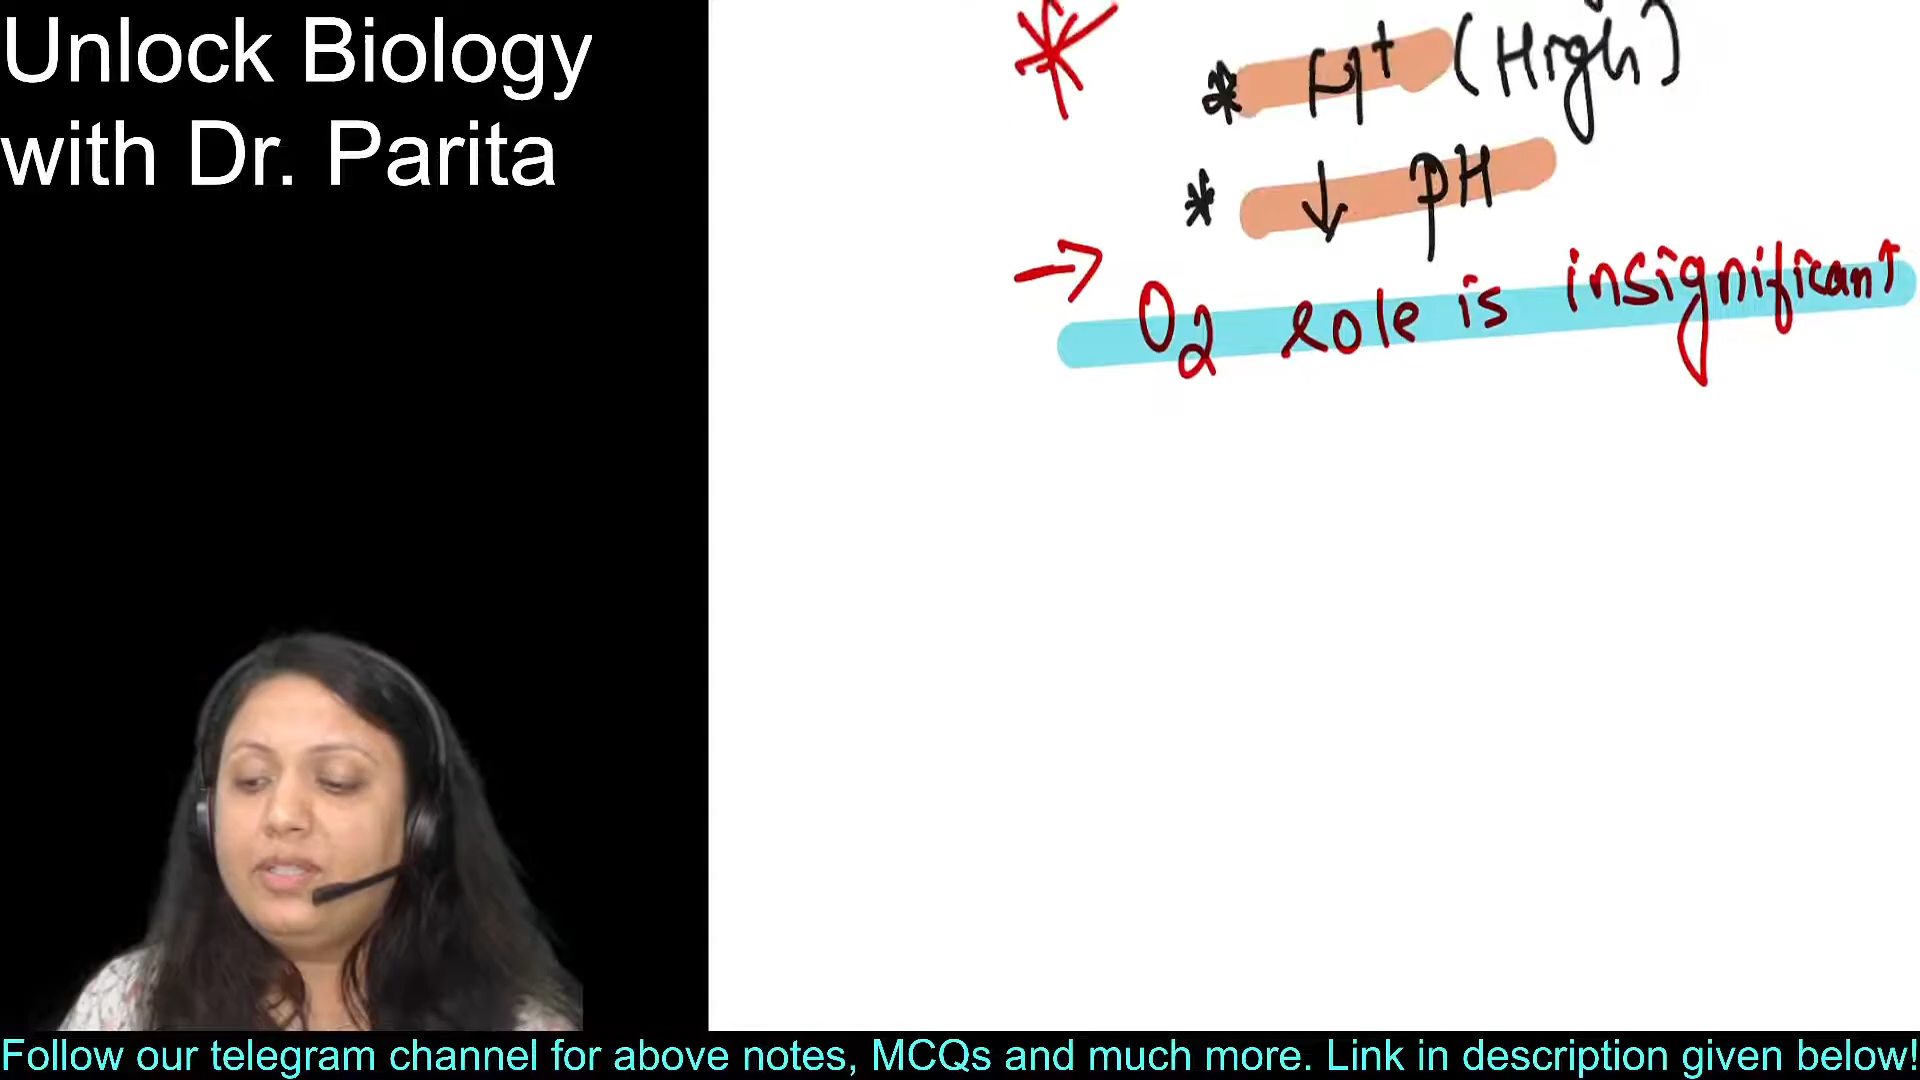 Unlock Biology
with Dr. Parita
* H+ (High)
* ↓ pH
→ O2 role is insignificant
Follow our telegram channel for above notes, MCQs and much more. Link in description given below!